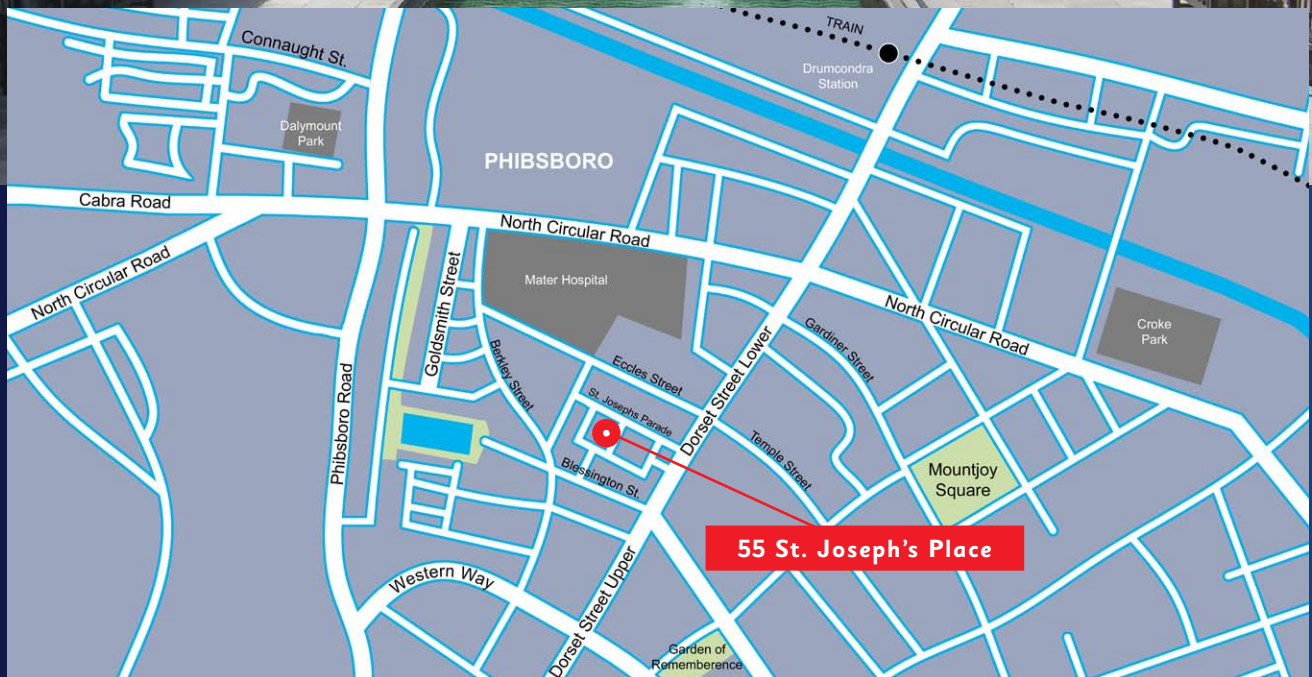 TRAIN
Connaught St.
Drumcondra
Station
Dalymount
Park
PHIBSBORO
Cabra Road
North Circular Road
North Circular Road
Mater Hospital
Goldsmith Street
North Circular Road
Croke
Park
Gardiner Street
Dorset Street Lower
Berkley Street
Eccles Street
St. Josephs Parade
Phibsboro Road
Temple Street
Mountjoy
Square
Blessington St.
55 St. Joseph's Place
Western Way
Dorset Street Upper
Garden of
Rememberence